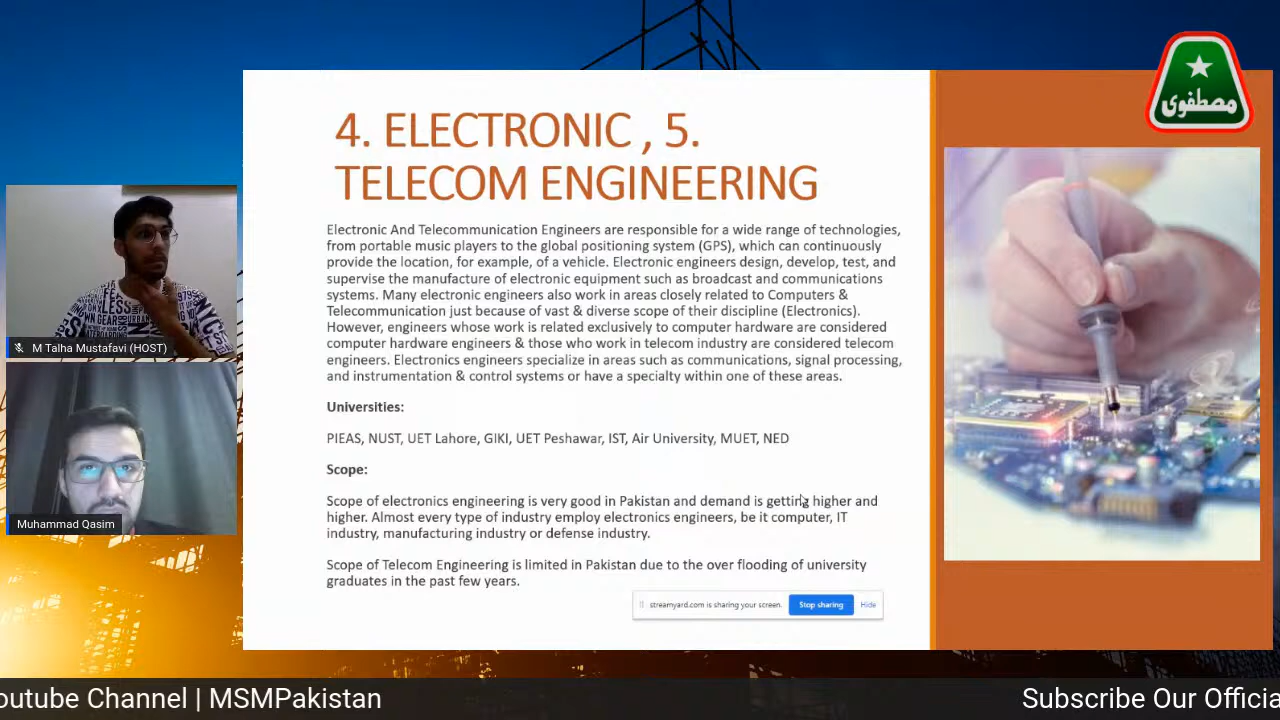 مصطفوی
4. ELECTRONIC , 5.
TELECOM ENGINEERING
Electronic And Telecommunication Engineers are responsible for a wide range of technologies,
from portable music players to the global positioning system (GPS), which can continuously
provide the location, for example, of a vehicle. Electronic engineers design, develop, test, and
supervise the manufacture of electronic equipment such as broadcast and communications
systems. Many electronic engineers also work in areas closely related to Computers &
Telecommunication just because of vast & diverse scope of their discipline (Electronics).
However, engineers whose work is related exclusively to computer hardware are considered
computer hardware engineers & those who work in telecom industry are considered telecom
engineers. Electronics engineers specialize in areas such as communications, signal processing,
and instrumentation & control systems or have a specialty within one of these areas.
Universities:
PIEAS, NUST, UET Lahore, GIKI, UET Peshawar, IST, Air University, MUET, NED
Scope:
Scope of electronics engineering is very good in Pakistan and demand is getting higher and
higher. Almost every type of industry employ electronics engineers, be it computer, IT
industry, manufacturing industry or defense industry.
Scope of Telecom Engineering is limited in Pakistan due to the over flooding of university
graduates in the past few years.
streamyard.com is sharing your screen. Stop sharing Hide
M Talha Mustafavi (HOST)
Muhammad Qasim
outube Channel | MSMPakistan
Subscribe Our Officia